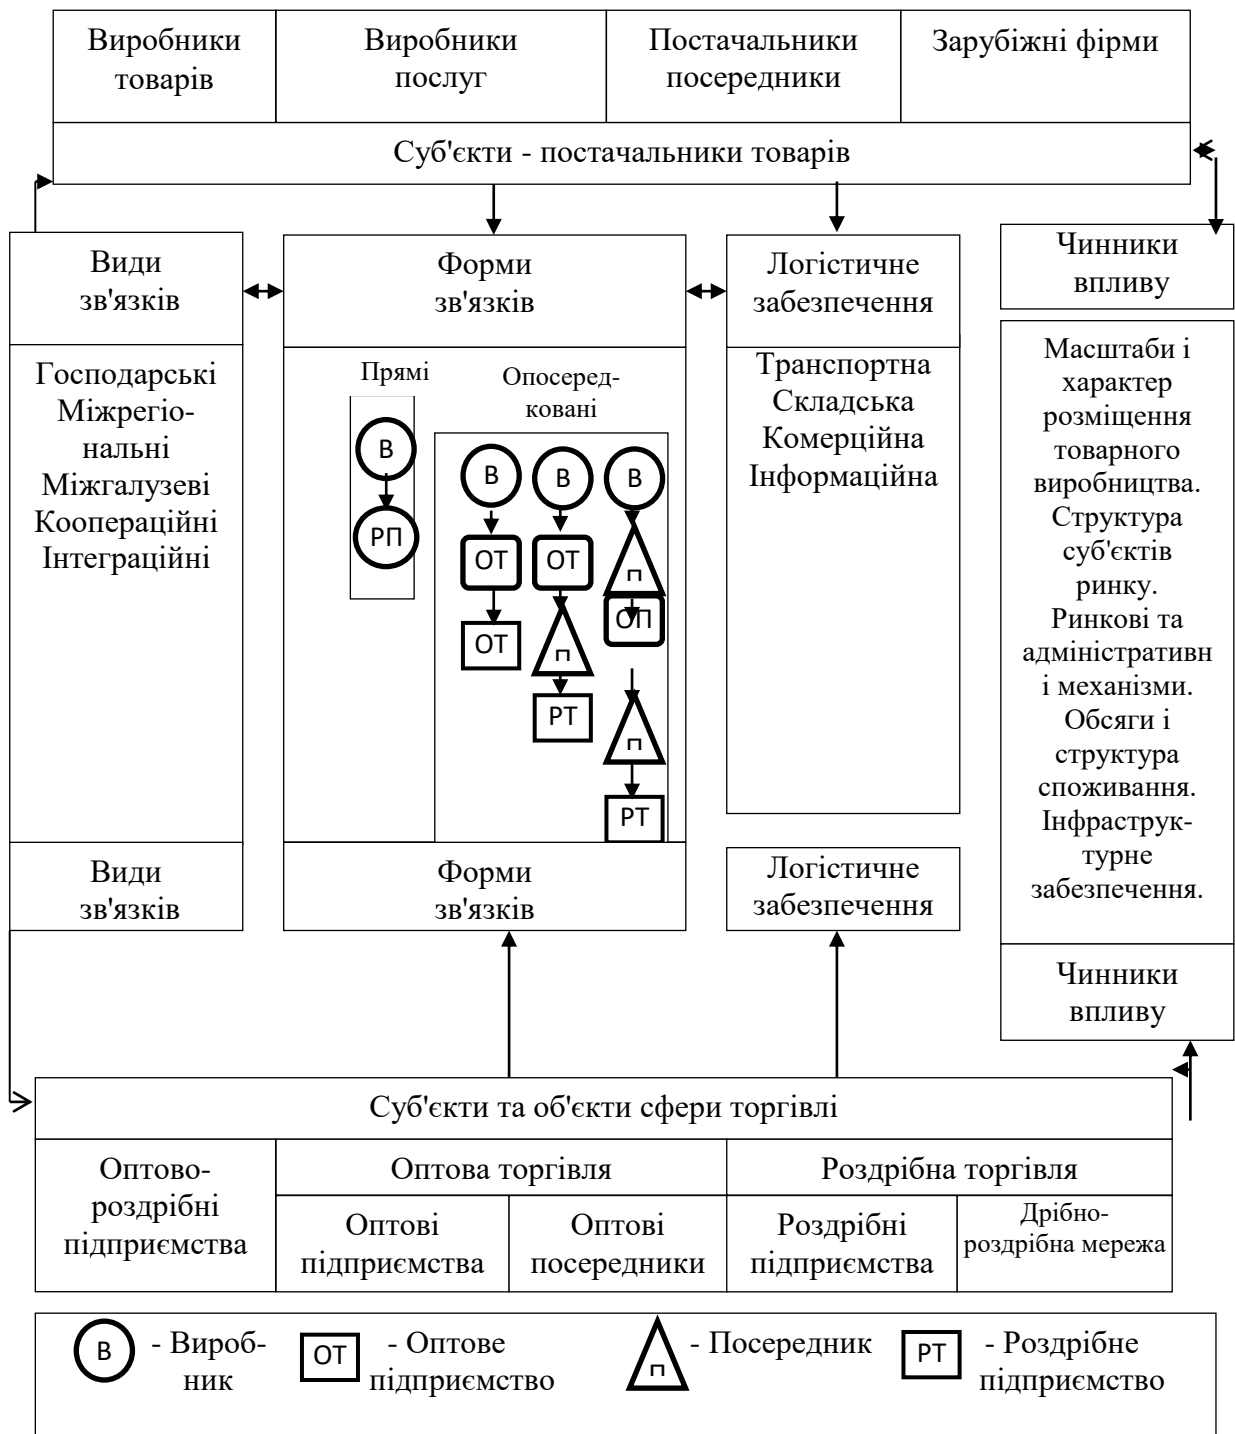 Виробники
товарів
Виробники
послуг
Постачальники
посередники
Зарубіжні фірми
Суб'єкти - постачальники товарів
Види
зв'язків
Форми
зв'язків
Логістичне
забезпечення
Чинники
впливу
Господарські
Міжрегіо-
нальні
Міжгалузеві
Коопераційні
Інтеграційні
Прямі
В
РП
Опосеред-
ковані
В
ОТ
ОТ
В
ОТ
П
РТ
В
П
ОП
П
РТ
Транспортна
Складська
Комерційна
Інформаційна
Масштаби і
характер
розміщення
товарного
виробництва.
Структура
суб'єктів
ринку.
Ринкові та
адміністративн
і механізми.
Обсяги і
структура
споживання.
Інфраструк-
турне
забезпечення.
Види
зв'язків
Форми
зв'язків
Логістичне
забезпечення
Чинники
впливу
Суб'єкти та об'єкти сфери торгівлі
Оптово-
роздрібні
підприємства
Оптова торгівля
Роздрібна торгівля
Оптові
підприємства
Оптові
посередники
Роздрібні
підприємства
Дрібно-
роздрібна мережа
В
- Вироб-
ник
ОТ
- Оптове
підприємство
П
- Посередник
РТ
- Роздрібне
підприємство